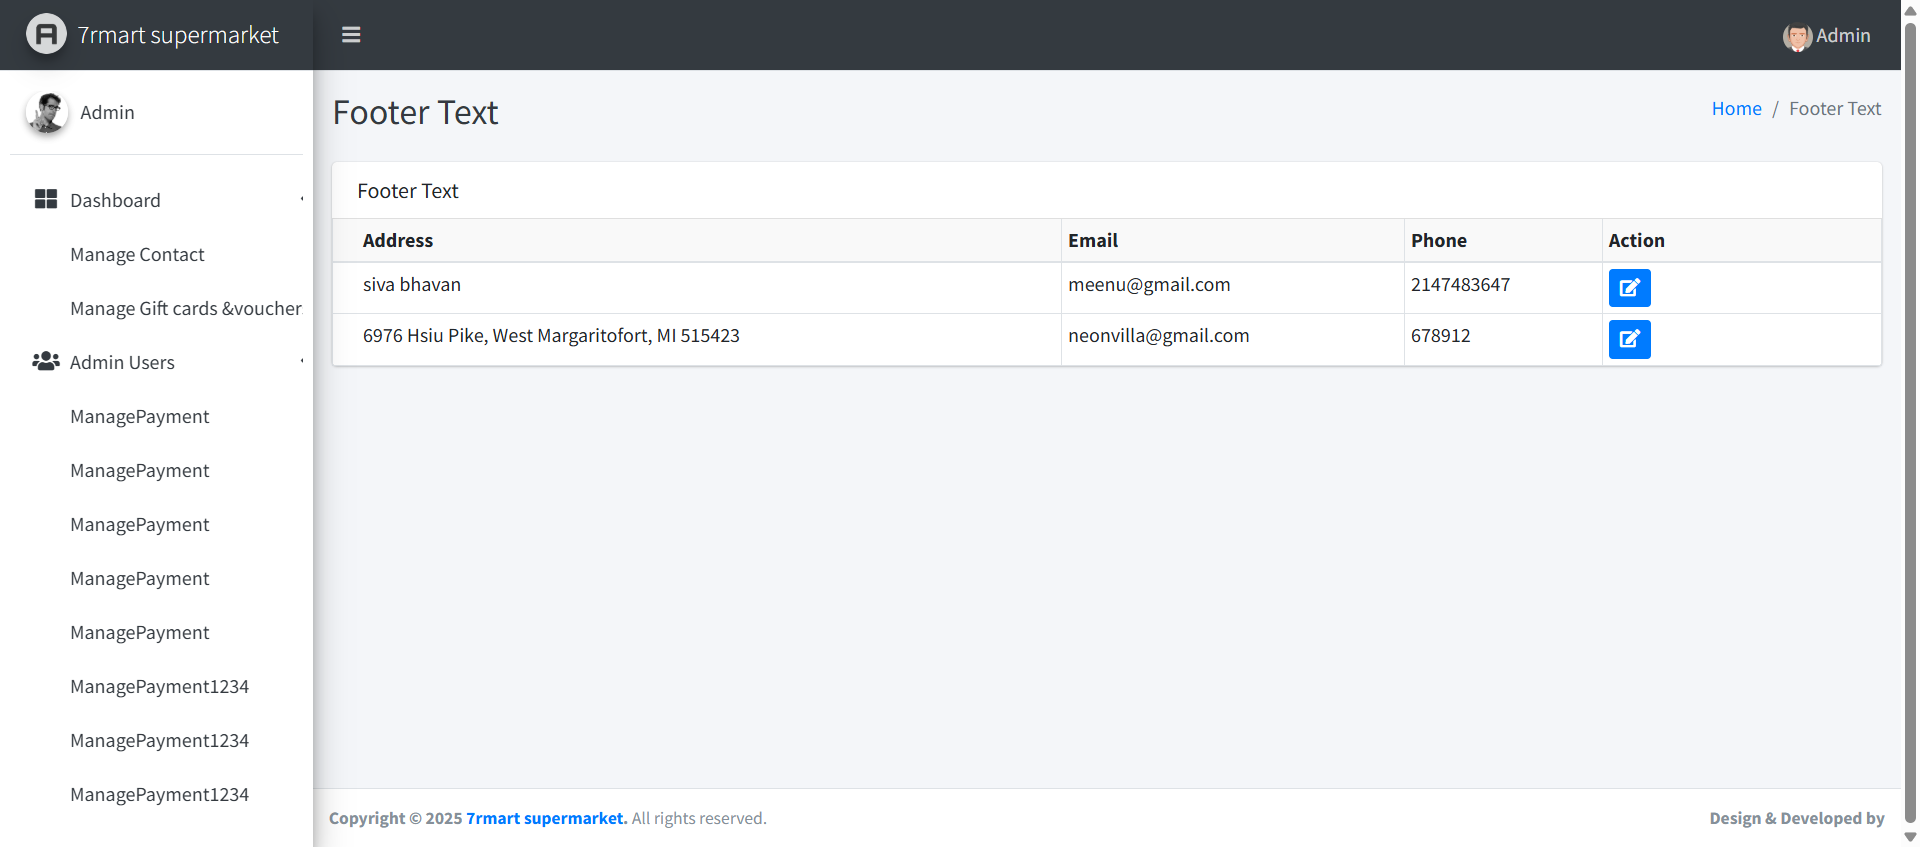 7rmart supermarket
Admin
Admin
Footer Text
Home / Footer Text
Dashboard
Manage Contact
Manage Gift cards &voucher
Admin Users
ManagePayment
ManagePayment
ManagePayment
ManagePayment
ManagePayment
ManagePayment1234
ManagePayment1234
ManagePayment1234
Footer Text
Address Email Phone Action
siva bhavan meenu@gmail.com 2147483647
6976 Hsiu Pike, West Margaritofort, MI 515423 neonvilla@gmail.com 678912
Copyright © 2025 7rmart supermarket. All rights reserved.
Design & Developed by